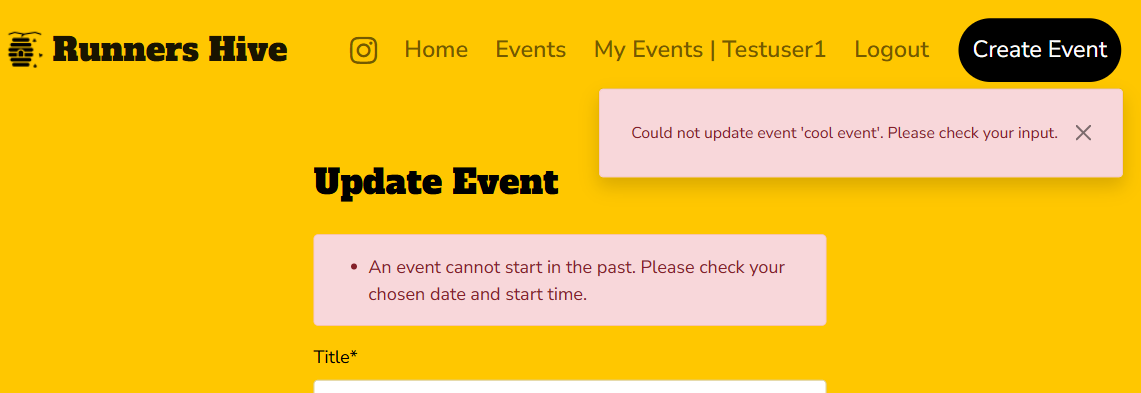 Runners Hive Home Events My Events | Testuser1 Logout Create Event
Could not update event 'cool event'. Please check your input.
Update Event
• An event cannot start in the past. Please check your
chosen date and start time.
Title*